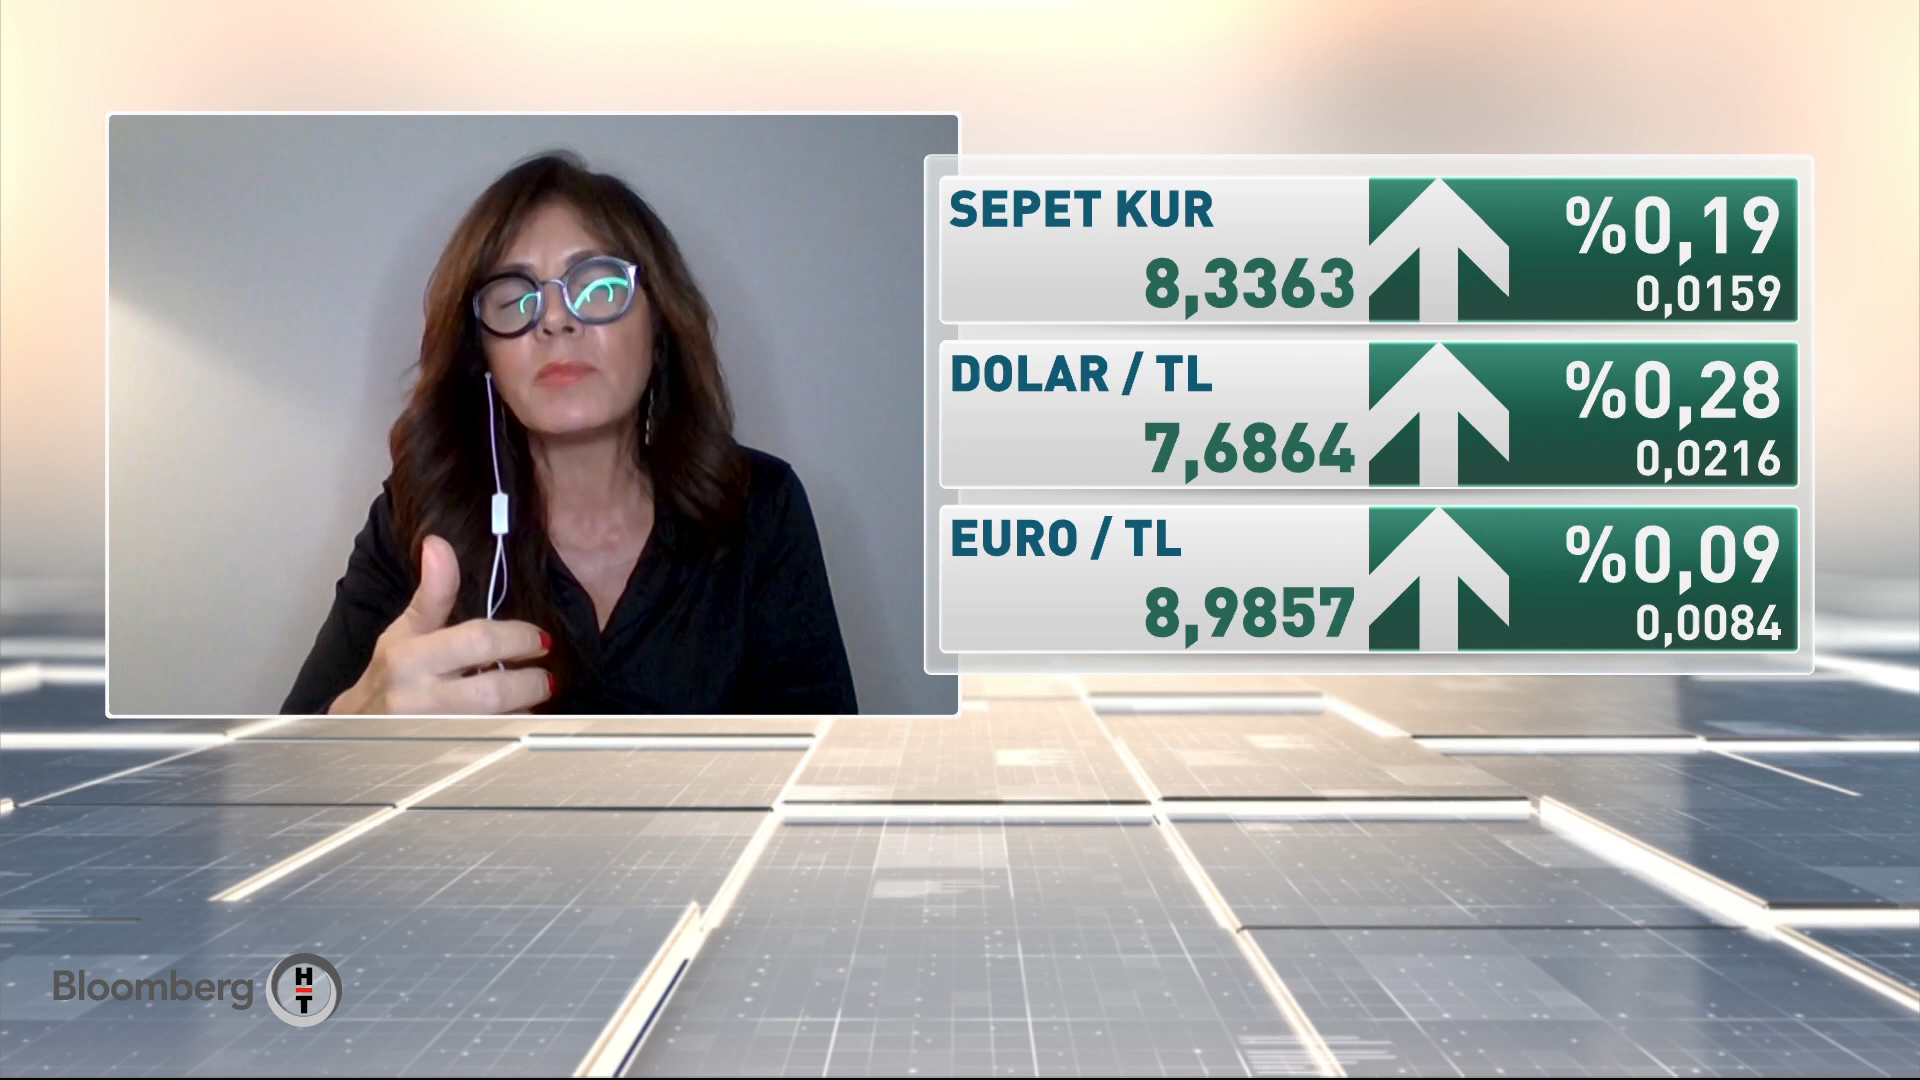 SEPET KUR
8,3363
%0,19
0,0159
DOLAR / TL
7,6864
%0,28
0,0216
EURO / TL
8,9857
%0,09
0,0084
Bloomberg HT